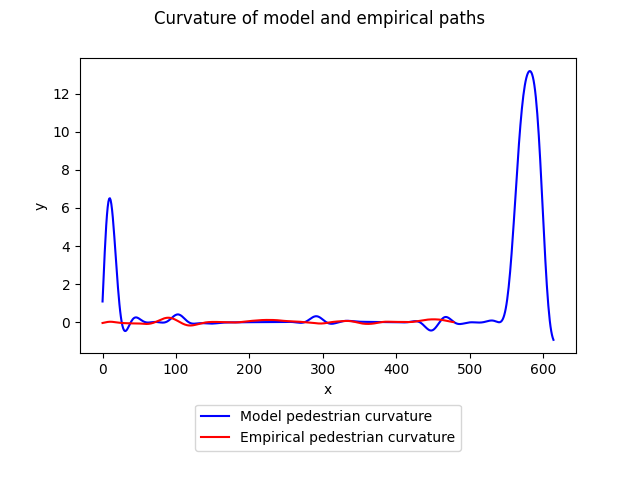 Curvature of model and empirical paths
12
10
8
6
4
2
0
y
0 100 200 300 400 500 600
x
Model pedestrian curvature
Empirical pedestrian curvature